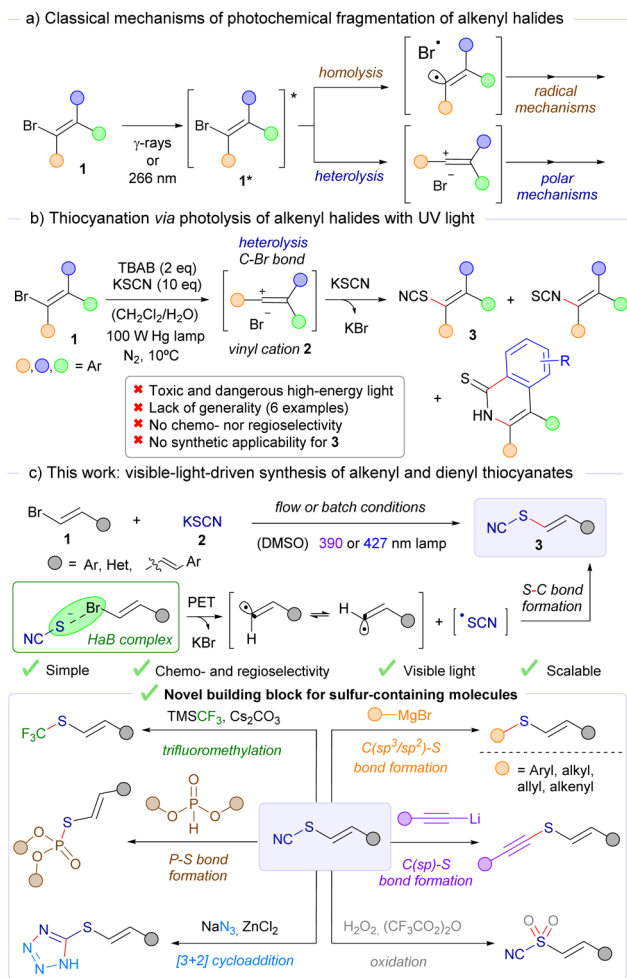 a) Classical mechanisms of photochemical fragmentation of alkenyl halides
Br
1
γ-rays
or
266 nm
Br
*
1*
homolysis
heterolysis
Br•
•
radical
mechanisms
+
Br
−
polar
mechanisms
b) Thiocyanation via photolysis of alkenyl halides with UV light
Br
1
= Ar
TBAB (2 eq)
KSCN (10 eq)
(CH2Cl2/H2O)
100 W Hg lamp
N2, 10ºC
heterolysis
C-Br bond
+
Br
−
vinyl cation 2
KSCN
KBr
NCS
3
+
SCN
+
S
HN
R
✖ Toxic and dangerous high-energy light
✖ Lack of generality (6 examples)
✖ No chemo- nor regioselectivity
✖ No synthetic applicability for 3
c) This work: visible-light-driven synthesis of alkenyl and dienyl thiocyanates
Br
1
+
KSCN
2
flow or batch conditions
(DMSO) 390 or 427 nm lamp
NC
S
3
= Ar, Het,
Ar
NC
S
−
Br
HaB complex
PET
KBr
H
H
+
[•SCN]
S-C bond
formation
✓ Simple
✓ Chemo- and regioselectivity
✓ Visible light
✓ Scalable
✓ Novel building block for sulfur-containing molecules
F3C
S
TMSCF3, Cs2CO3
trifluoromethylation
MgBr
C(sp3/sp2)-S
bond formation
S
= Aryl, alkyl,
allyl, alkenyl
S
O
P
O
O
O
O
P
O
H
P-S bond
formation
NC
S
Li
C(sp)-S
bond formation
S
N
N
N
N
H
S
NaN3, ZnCl2
[3+2] cycloaddition
H2O2, (CF3CO2)2O
oxidation
O
O
S
NC